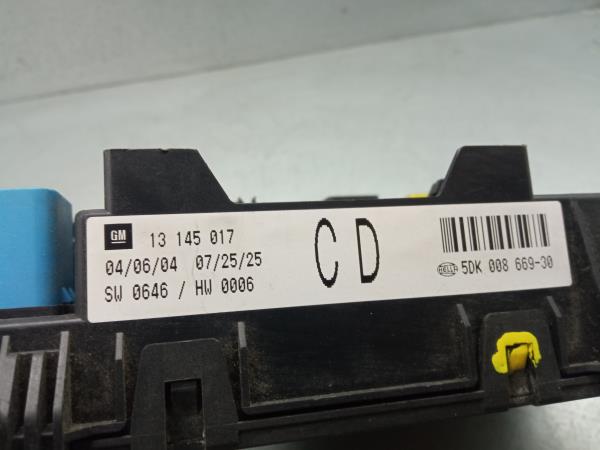 GM 13 145 017
04/06/04 07/25/25
SW 0646 / HW 0006
C D
HELLA 5DK 008 669-30